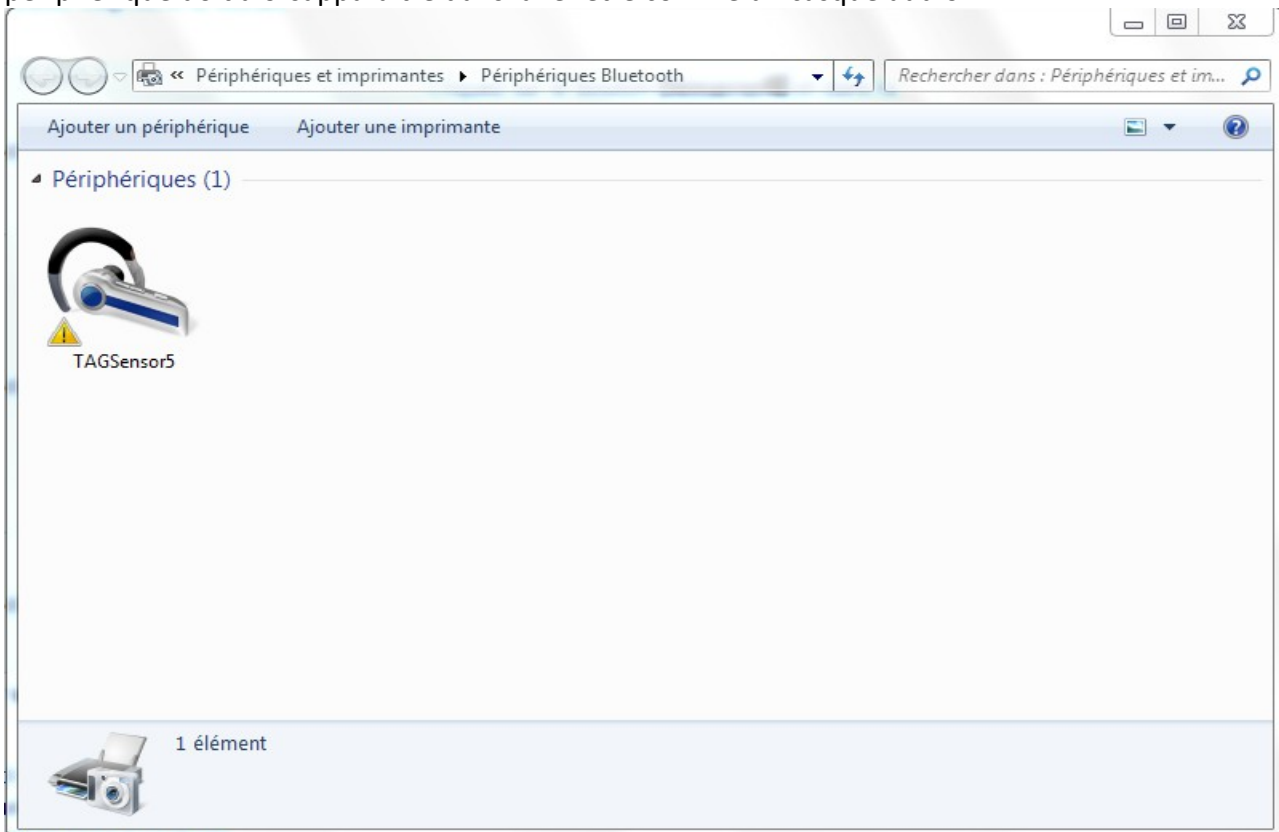 « Périphériques et imprimantes ▸ Périphériques Bluetooth
Rechercher dans : Périphériques et im...
Ajouter un périphérique Ajouter une imprimante
Périphériques (1)
TAGSensor5
1 élément